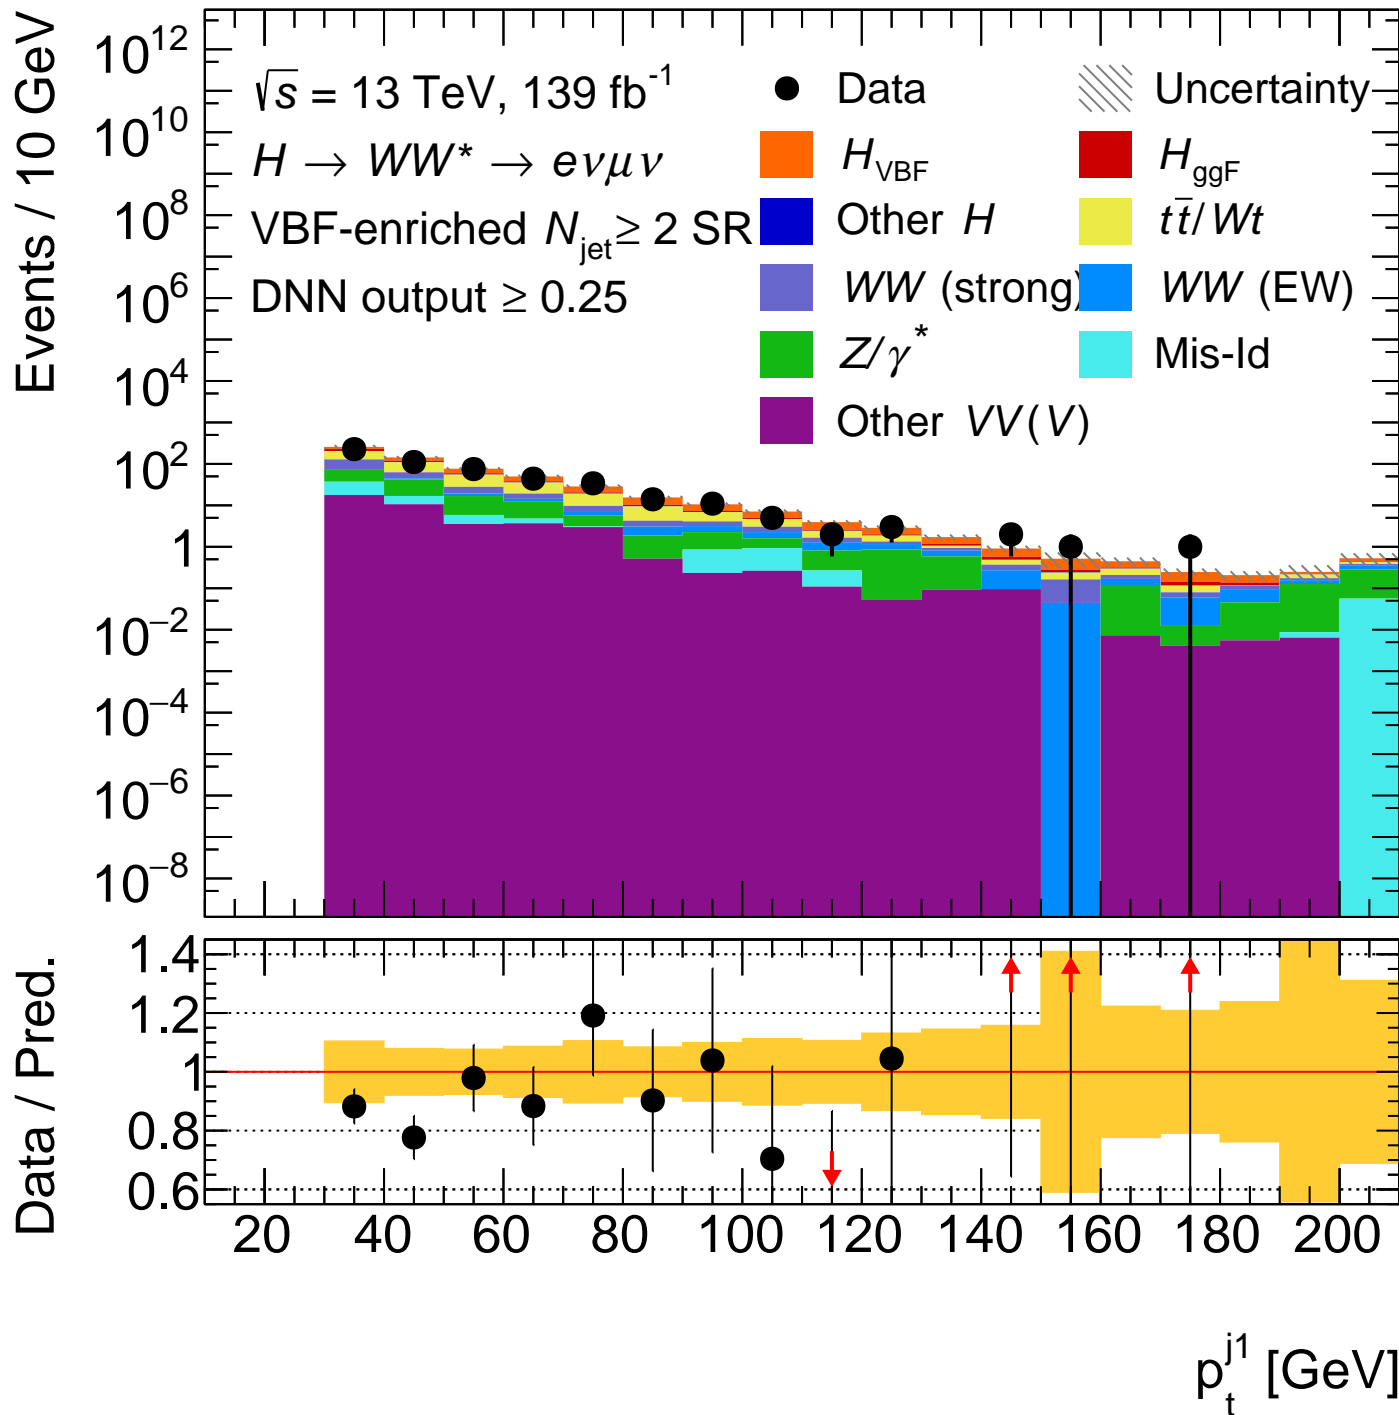 Events / 10 GeV
10¹²
10¹⁰
10⁸
10⁶
10⁴
10²
1
10⁻²
10⁻⁴
10⁻⁶
10⁻⁸
√s = 13 TeV, 139 fb⁻¹
H → WW* → eνμν
VBF-enriched N_jet ≥ 2 SR
DNN output ≥ 0.25
Data
Uncertainty
H_VBF
H_ggF
Other H
tt̄/Wt
WW (strong)
WW (EW)
Z/γ*
Mis-Id
Other VV(V)
Data / Pred.
1.4
1.2
1
0.8
0.6
20 40 60 80 100 120 140 160 180 200
p_t^j1 [GeV]